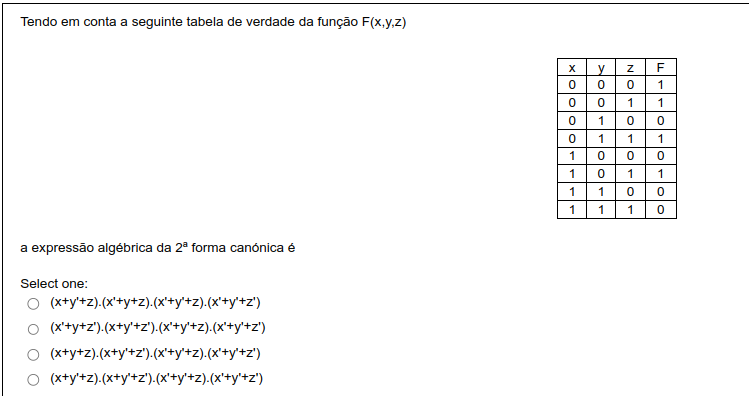 Tendo em conta a seguinte tabela de verdade da função F(x,y,z)
x y z F
0 0 0 1
0 0 1 1
0 1 0 0
0 1 1 1
1 0 0 0
1 0 1 1
1 1 0 0
1 1 1 0
a expressão algébrica da 2ª forma canónica é
Select one:
(x+y'+z).(x'+y+z).(x'+y'+z).(x'+y'+z')
(x'+y+z').(x+y'+z').(x'+y'+z).(x'+y'+z')
(x+y+z).(x+y'+z').(x'+y'+z).(x'+y'+z')
(x+y'+z).(x+y'+z').(x'+y'+z).(x'+y'+z')